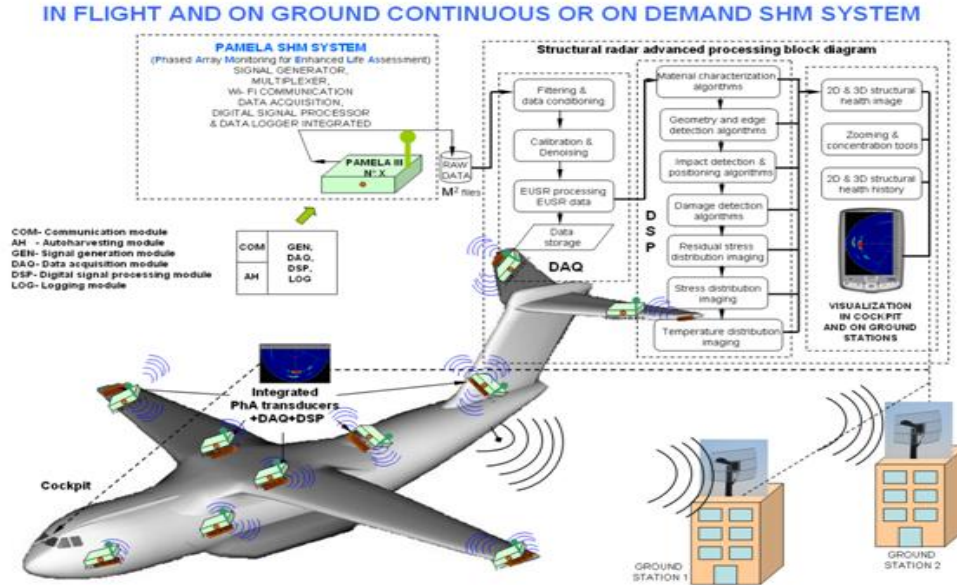 IN FLIGHT AND ON GROUND CONTINUOUS OR ON DEMAND SHM SYSTEM
PAMELA SHM SYSTEM
(Phased Array Monitoring for Enhanced Life Assessment)
SIGNAL GENERATOR,
MULTIPLEXER,
WI-FI COMMUNICATION
DATA ACQUISITION,
DIGITAL SIGNAL PROCESSOR
& DATA LOGGER INTEGRATED
PAMELA III
Nº X
RAW
DATA
M² files
COM- Communication module
AH - Autoharvesting module
GEN- Signal generation module
DAQ- Data acquisition module
DSP- Digital signal processing module
LOG- Logging module
COM
AH
GEN,
DAQ,
DSP,
LOG
Structural radar advanced processing block diagram
Filtering &
data conditioning
Calibration &
Denoising
EUSR processing
EUSR data
Data
storage
DAQ
Material characterization
algorithms
Geometry and edge
detection algorithms
Impact detection &
positioning algorithms
Damage detection
algorithms
Residual stress
distribution imaging
Stress distribution
imaging
Temperature distribution
imaging
DSP
2D & 3D structural
health image
Zooming &
concentration tools
2D & 3D structural
health history
VISUALIZATION
IN COCKPIT
AND ON GROUND
STATIONS
Integrated
PhA transducers
+DAQ+DSP
Cockpit
GROUND
STATION 1
GROUND
STATION 2